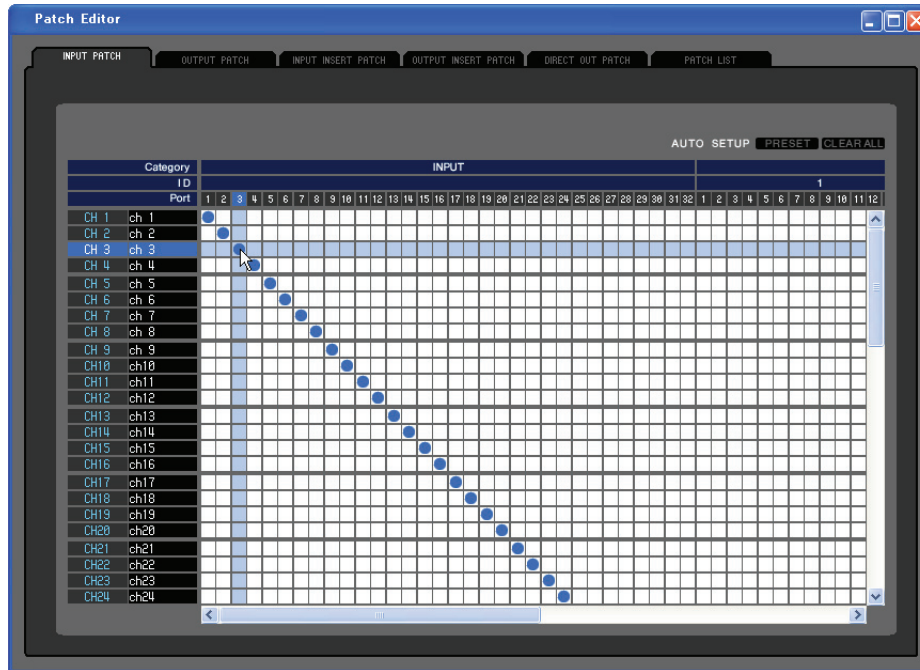 Patch Editor
INPUT PATCH OUTPUT PATCH INPUT INSERT PATCH OUTPUT INSERT PATCH DIRECT OUT PATCH PATCH LIST
AUTO SETUP PRESET CLEAR ALL
Category INPUT
ID 1
Port 1 2 3 4 5 6 7 8 9 10 11 12 13 14 15 16 17 18 19 20 21 22 23 24 25 26 27 28 29 30 31 32 1 2 3 4 5 6 7 8 9 10 11 12
CH 1 ch 1
CH 2 ch 2
CH 3 ch 3
CH 4 ch 4
CH 5 ch 5
CH 6 ch 6
CH 7 ch 7
CH 8 ch 8
CH 9 ch 9
CH10 ch10
CH11 ch11
CH12 ch12
CH13 ch13
CH14 ch14
CH15 ch15
CH16 ch16
CH17 ch17
CH18 ch18
CH19 ch19
CH20 ch20
CH21 ch21
CH22 ch22
CH23 ch23
CH24 ch24